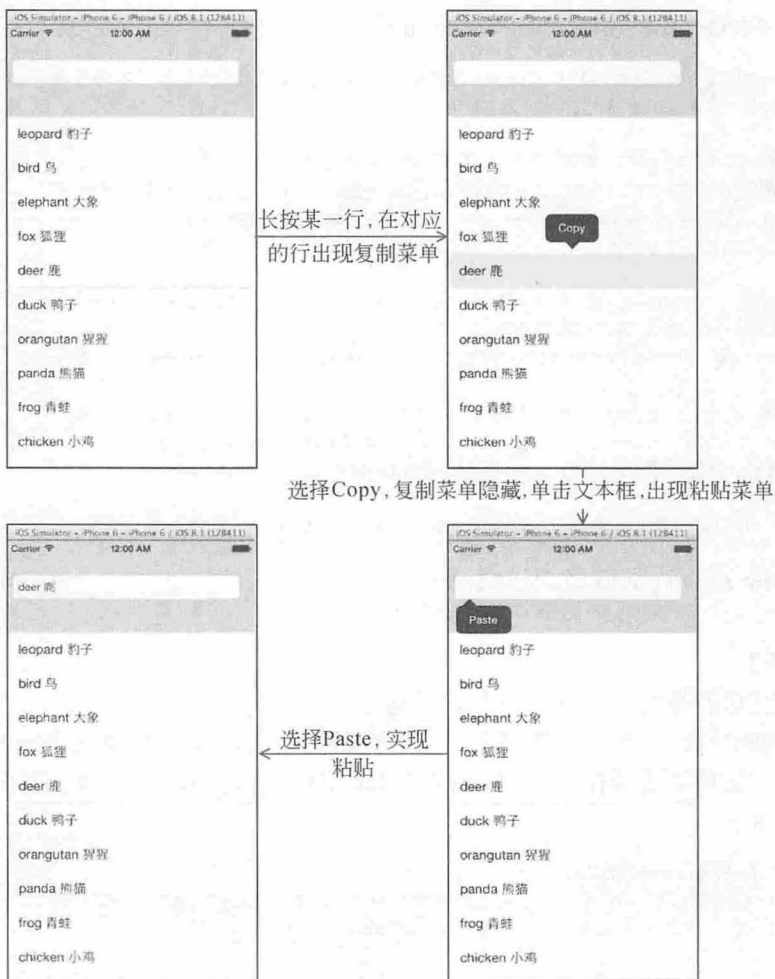 iOS Simulator - iPhone 6 - iPhone 6 / iOS 8.1 (12B411)
Carrier 12:00 AM
leopard 豹子
bird 鸟
elephant 大象
fox 狐狸
deer 鹿
duck 鸭子
orangutan 猩猩
panda 熊猫
frog 青蛙
chicken 小鸡
长按某一行,在对应
的行出现复制菜单
iOS Simulator - iPhone 6 - iPhone 6 / iOS 8.1 (12B411)
Carrier 12:00 AM
leopard 豹子
bird 鸟
elephant 大象
fox 狐狸
Copy
deer 鹿
duck 鸭子
orangutan 猩猩
panda 熊猫
frog 青蛙
chicken 小鸡
选择Copy,复制菜单隐藏,单击文本框,出现粘贴菜单
iOS Simulator - iPhone 6 - iPhone 6 / iOS 8.1 (12B411)
Carrier 12:00 AM
Paste
leopard 豹子
bird 鸟
elephant 大象
fox 狐狸
deer 鹿
duck 鸭子
orangutan 猩猩
panda 熊猫
frog 青蛙
chicken 小鸡
选择Paste,实现
粘贴
iOS Simulator - iPhone 6 - iPhone 6 / iOS 8.1 (12B411)
Carrier 12:00 AM
deer 鹿
leopard 豹子
bird 鸟
elephant 大象
fox 狐狸
deer 鹿
duck 鸭子
orangutan 猩猩
panda 熊猫
frog 青蛙
chicken 小鸡